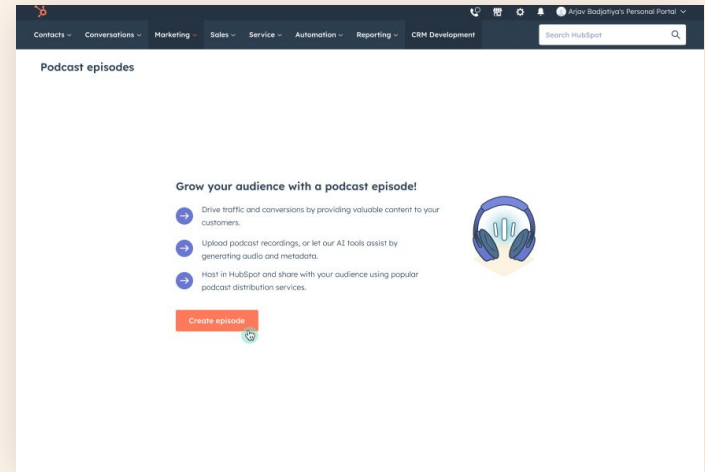 Arjav Badjatiya's Personal Portal
Contacts Conversations Marketing Sales Service Automation Reporting CRM Development Search HubSpot
Podcast episodes
Grow your audience with a podcast episode!
Drive traffic and conversions by providing valuable content to your
customers.
Upload podcast recordings, or let our AI tools assist by
generating audio and metadata.
Host in HubSpot and share with your audience using popular
podcast distribution services.
Create episode